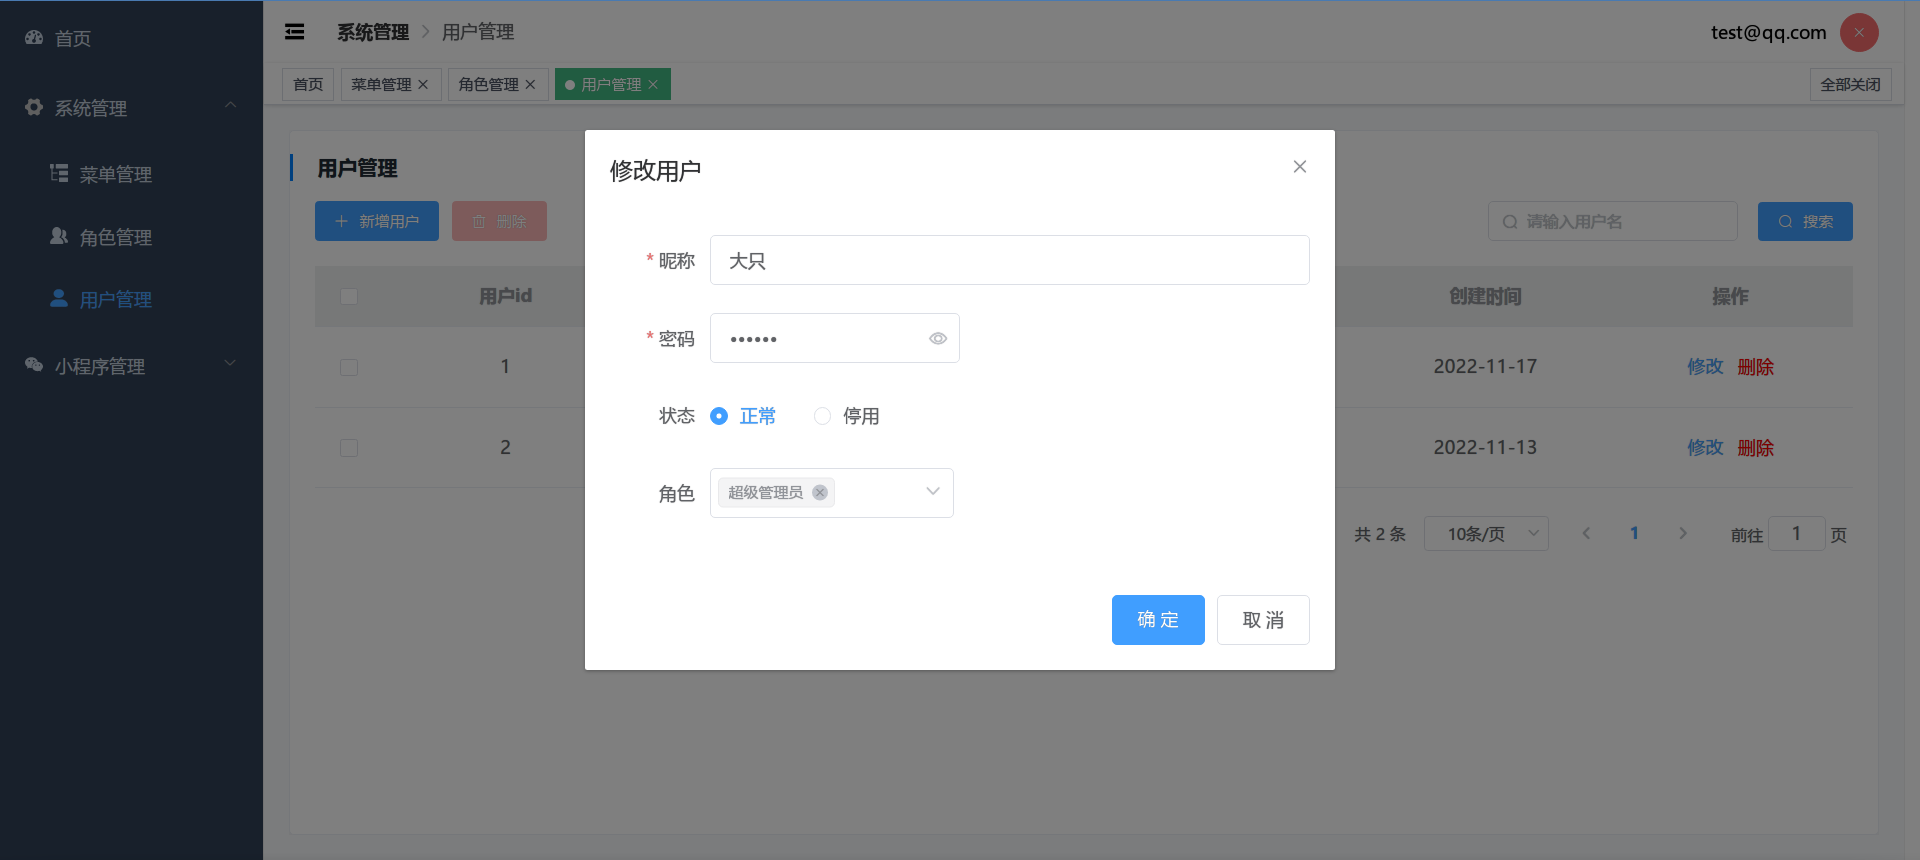 首页
系统管理
菜单管理
角色管理
用户管理
小程序管理
系统管理 用户管理
test@qq.com
首页 菜单管理 角色管理 用户管理 全部关闭
用户管理
新增用户 删除 请输入用户名 搜索
用户id 创建时间 操作
1 2022-11-17 修改 删除
2 2022-11-13 修改 删除
共 2 条 10条/页 1 前往 1 页
修改用户
* 昵称 大只
* 密码 ••••••
状态 正常 停用
角色 超级管理员
确 定 取 消